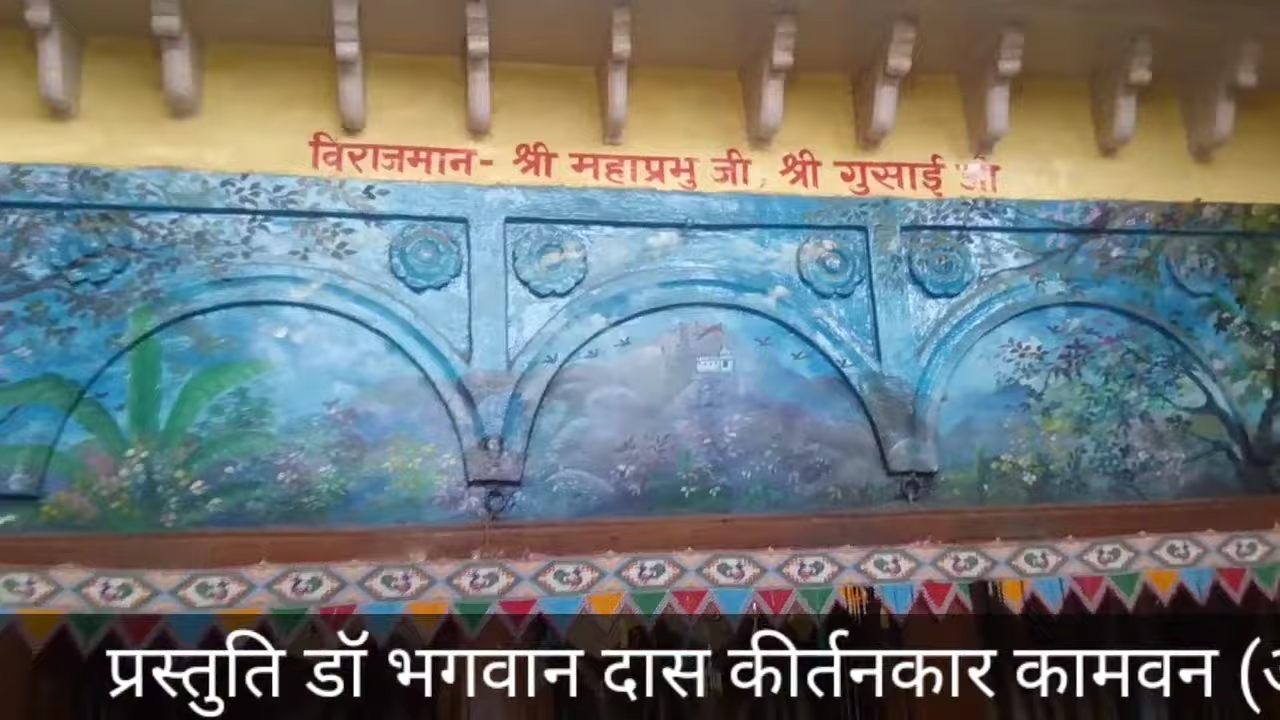 विराजमान- श्री महाप्रभु जी, श्री गुसाई जी
प्रस्तुति डॉ भगवान दास कीर्तनकार कामवन (